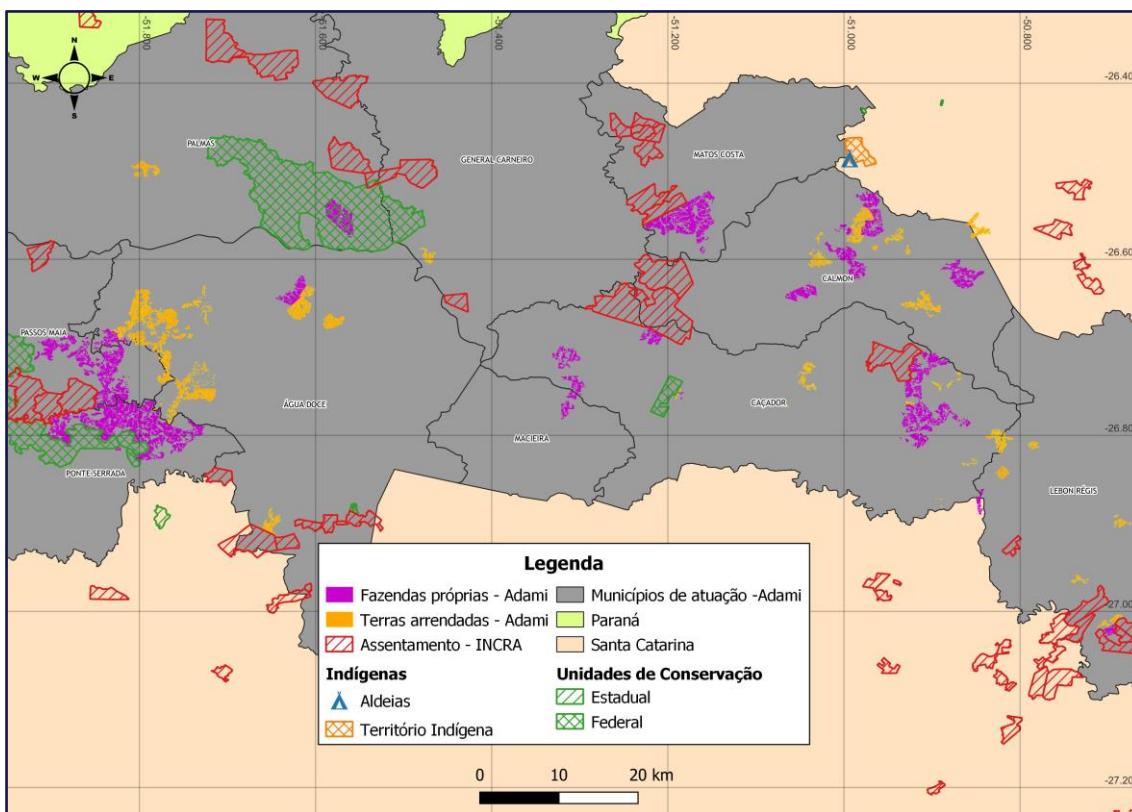 -51.800
-51.600
-51.400
-51.200
-51.000
-50.800
N
W
E
S
-26.40
PALMAS
GENERAL CARNEIRO
MATOS COSTA
-26.60
CALMON
PASSOS MAIA
ÁGUA DOCE
CAÇADOR
MACIEIRA
-26.80
PONTE SERRADA
LEBON RÉGIS
Legenda
Fazendas próprias - Adami
Municípios de atuação -Adami
Terras arrendadas - Adami
Paraná
Assentamento - INCRA
Santa Catarina
Indígenas
Unidades de Conservação
Aldeias
Estadual
Território Indígena
Federal
-27.00
0 10 20 km
-27.20